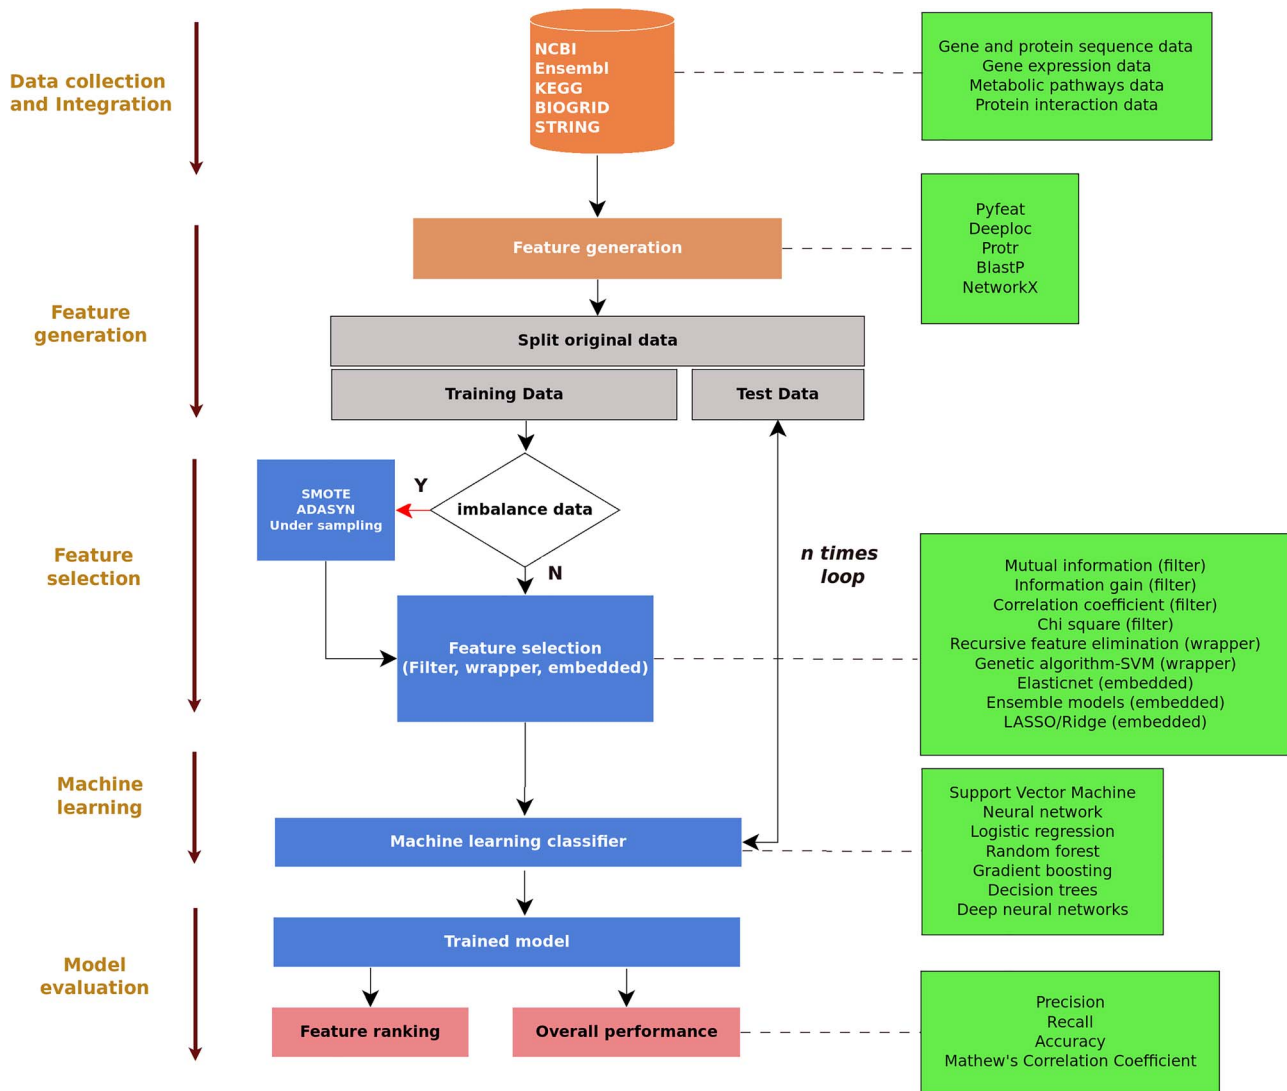 Data collection
and Integration
NCBI
Ensembl
KEGG
BIOGRID
STRING
Gene and protein sequence data
Gene expression data
Metabolic pathways data
Protein interaction data
Feature
generation
Feature generation
Pyfeat
Deeploc
Protr
BlastP
NetworkX
Split original data
Training Data
Test Data
Feature
selection
SMOTE
ADASYN
Under sampling
Y
imbalance data
N
n times
loop
Feature selection
(Filter, wrapper, embedded)
Mutual information (filter)
Information gain (filter)
Correlation coefficient (filter)
Chi square (filter)
Recursive feature elimination (wrapper)
Genetic algorithm-SVM (wrapper)
Elasticnet (embedded)
Ensemble models (embedded)
LASSO/Ridge (embedded)
Machine
learning
Machine learning classifier
Support Vector Machine
Neural network
Logistic regression
Random forest
Gradient boosting
Decision trees
Deep neural networks
Model
evaluation
Trained model
Feature ranking
Overall performance
Precision
Recall
Accuracy
Mathew's Correlation Coefficient